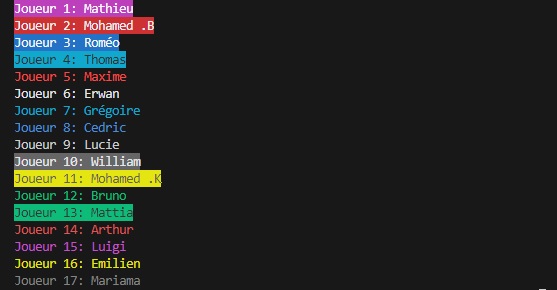 Joueur 1: Mathieu
Joueur 2: Mohamed .B
Joueur 3: Roméo
Joueur 4: Thomas
Joueur 5: Maxime
Joueur 6: Erwan
Joueur 7: Grégoire
Joueur 8: Cedric
Joueur 9: Lucie
Joueur 10: William
Joueur 11: Mohamed .K
Joueur 12: Bruno
Joueur 13: Mattia
Joueur 14: Arthur
Joueur 15: Luigi
Joueur 16: Emilien
Joueur 17: Mariama